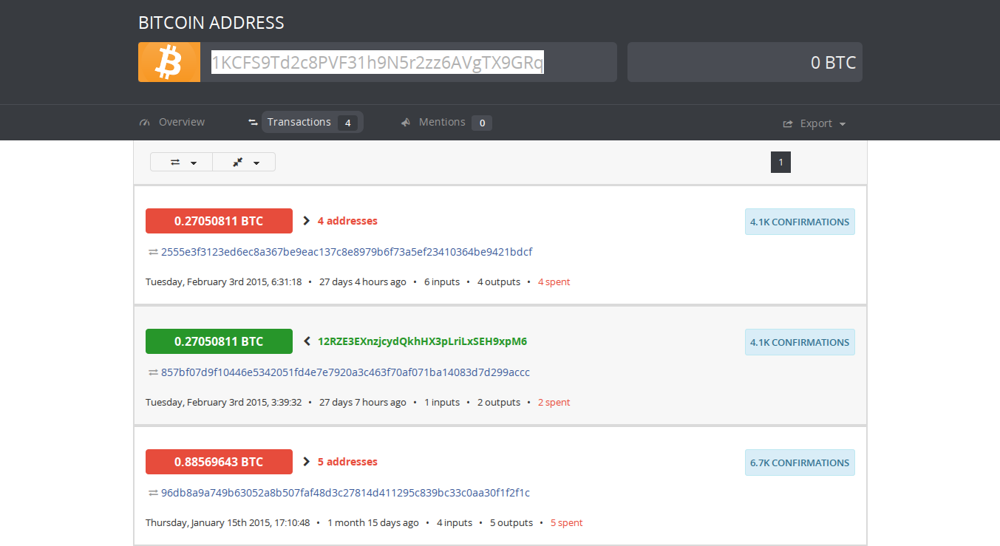 BITCOIN ADDRESS
1KCFS9Td2c8PVF31h9N5r2zz6AVgTX9GRq 0 BTC
Overview Transactions 4 Mentions 0 Export
1
0.27050811 BTC 4 addresses 4.1K CONFIRMATIONS
2555e3f3123ed6ec8a367be9eac137c8e8979b6f73a5ef23410364be9421bdcf
Tuesday, February 3rd 2015, 6:31:18 • 27 days 4 hours ago • 6 inputs • 4 outputs • 4 spent
0.27050811 BTC 12RZE3EXnzjcydQkhHX3pLriLxSEH9xpM6 4.1K CONFIRMATIONS
857bf07d9f10446e5342051fd4e7e7920a3c463f70af071ba14083d7d299accc
Tuesday, February 3rd 2015, 3:39:32 • 27 days 7 hours ago • 1 inputs • 2 outputs • 2 spent
0.88569643 BTC 5 addresses 6.7K CONFIRMATIONS
96db8a9a749b63052a8b507faf48d3c27814d411295c839bc33c0aa30f1f2f1c
Thursday, January 15th 2015, 17:10:48 • 1 month 15 days ago • 4 inputs • 5 outputs • 5 spent